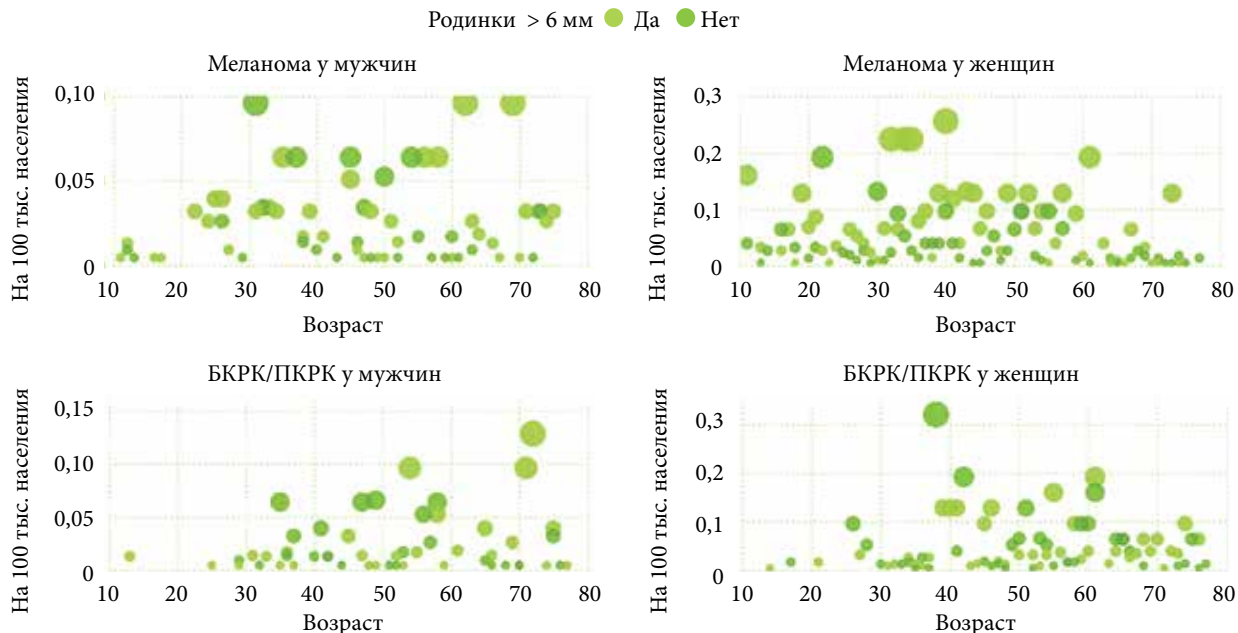 Родинки > 6 мм Да Нет
Меланома у мужчин
На 100 тыс. населения
0,10
0,05
0
10 20 30 40 50 60 70 80
Возраст
Меланома у женщин
На 100 тыс. населения
0,3
0,2
0,1
0
10 20 30 40 50 60 70 80
Возраст
БКРК/ПКРК у мужчин
На 100 тыс. населения
0,15
0,10
0,05
0
10 20 30 40 50 60 70 80
Возраст
БКРК/ПКРК у женщин
На 100 тыс. населения
0,3
0,2
0,1
0
10 20 30 40 50 60 70 80
Возраст